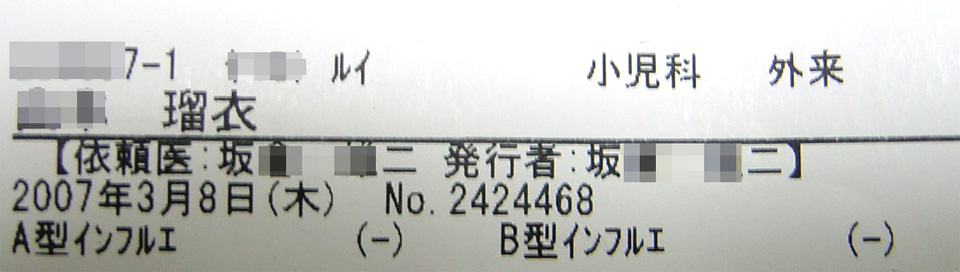 7-1 ルイ 小児科 外来
瑠衣
【依頼医:坂 二 発行者:坂 二】
2007年3月8日(木) No.2424468
A型インフルエ (-) B型インフルエ (-)